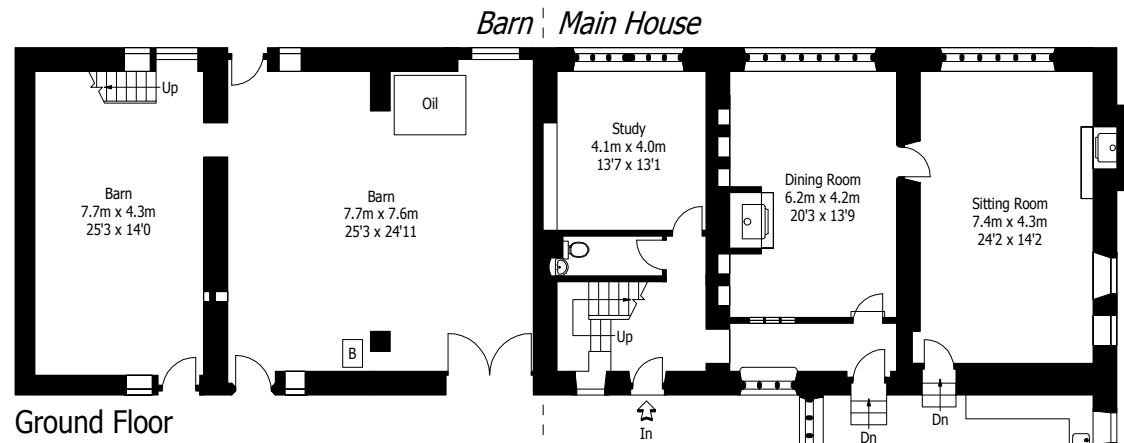 Barn Main House
Up
Oil
Study
4.1m x 4.0m
13'7 x 13'1
Barn
7.7m x 4.3m
25'3 x 14'0
Barn
7.7m x 7.6m
25'3 x 24'11
Dining Room
6.2m x 4.2m
20'3 x 13'9
Sitting Room
7.4m x 4.3m
24'2 x 14'2
Up
B
Ground Floor
In
Dn
Dn